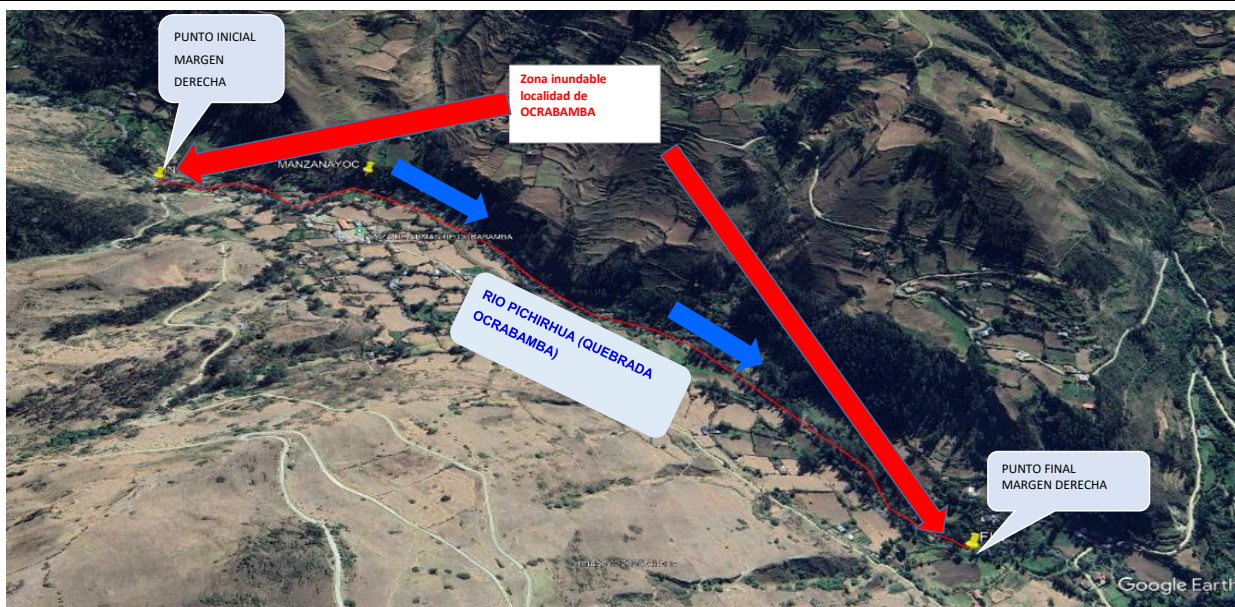 PUNTO INICIAL
MARGEN
DERECHA
Zona inundable
localidad de
OCRABAMBA
MANZANAYOC
RIO PICHIRHUA (QUEBRADA
OCRABAMBA)
PUNTO FINAL
MARGEN DERECHA
Google Earth